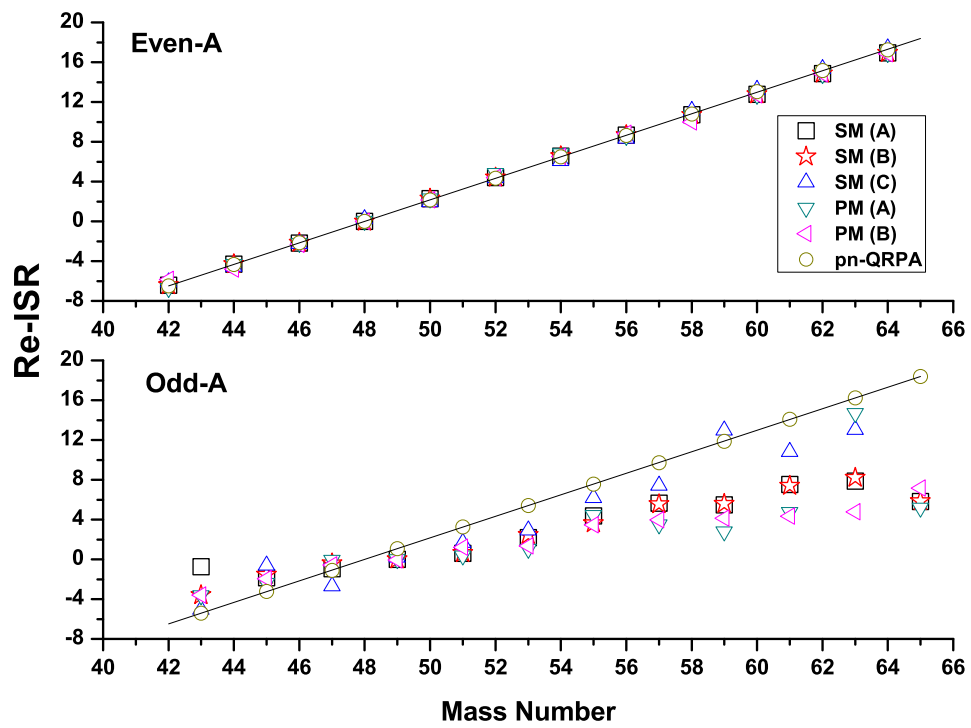 Re-ISR
Even-A
20
16
12
8
4
0
-4
-8
40 42 44 46 48 50 52 54 56 58 60 62 64 66
SM (A)
SM (B)
SM (C)
PM (A)
PM (B)
pn-QRPA
Odd-A
20
16
12
8
4
0
-4
-8
40 42 44 46 48 50 52 54 56 58 60 62 64 66
Mass Number